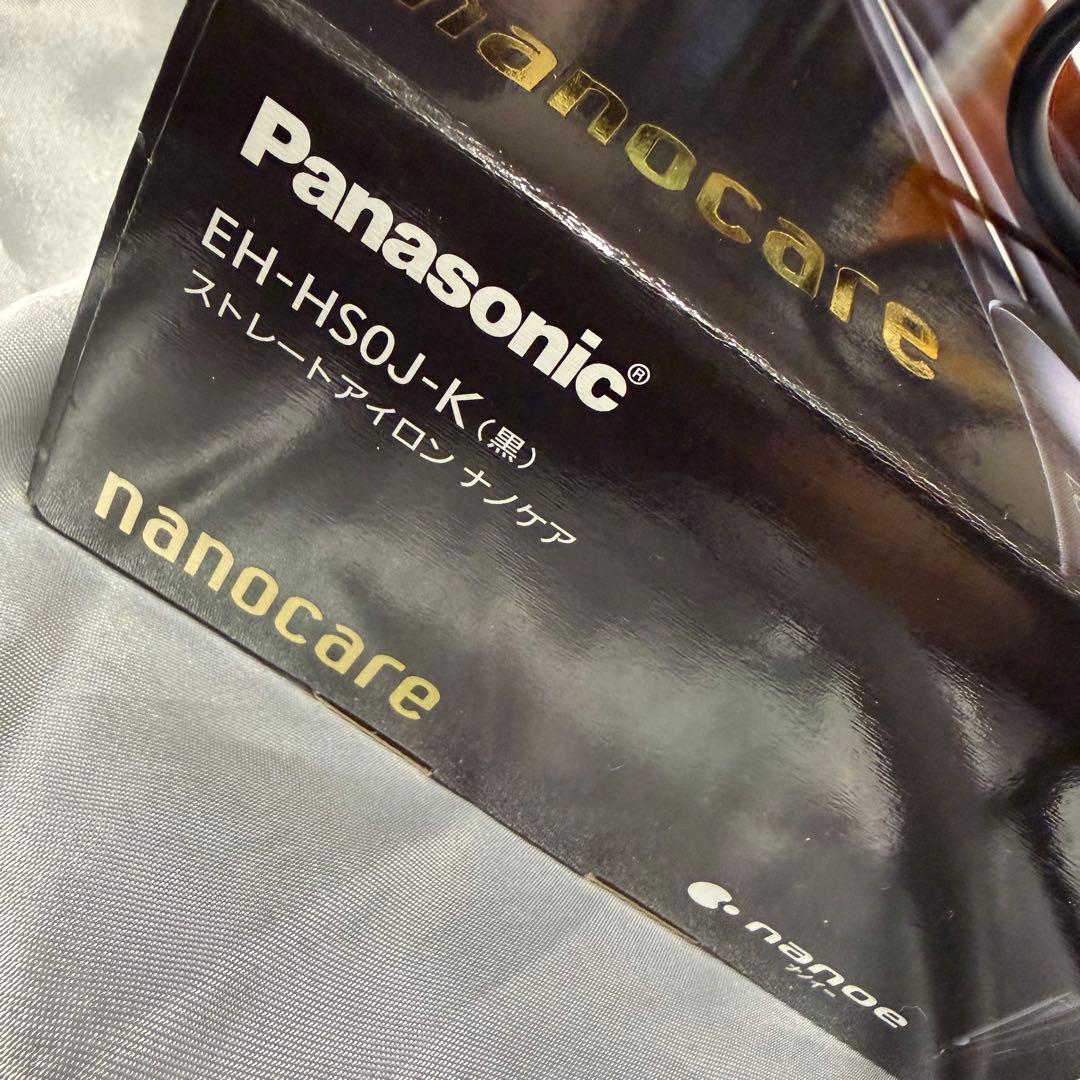 nanocare
Panasonic®
EH-HS0J-K（黒）
ストレートアイロン ナノケア
nanocare
nanoe
ナノイー